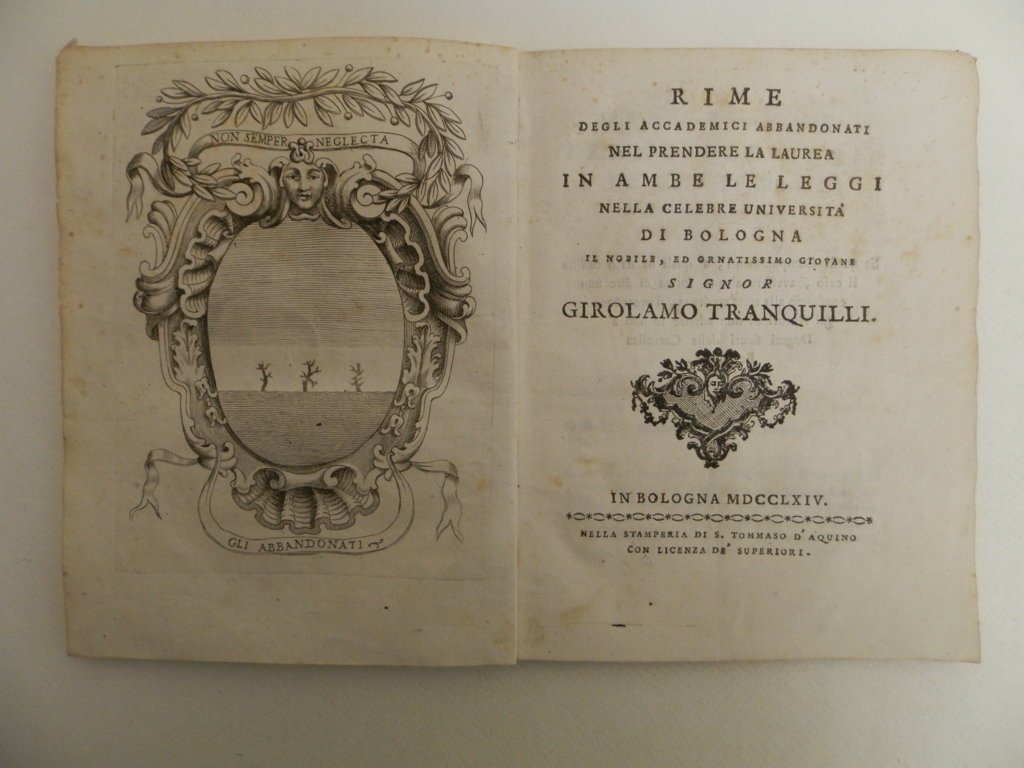 NON SEMPER NEGLECTA
GLI ABBANDONATI
RIME
DEGLI ACCADEMICI ABBANDONATI
NEL PRENDERE LA LAUREA
IN AMBE LE LEGGI
NELLA CELEBRE UNIVERSITÀ
DI BOLOGNA
IL NOBILE, ED ORNATISSIMO GIOVANE
SIGNOR
GIROLAMO TRANQUILLI.
IN BOLOGNA MDCCLXIV.
NELLA STAMPERIA DI S. TOMMASO D'AQUINO
CON LICENZA DE' SUPERIORI.